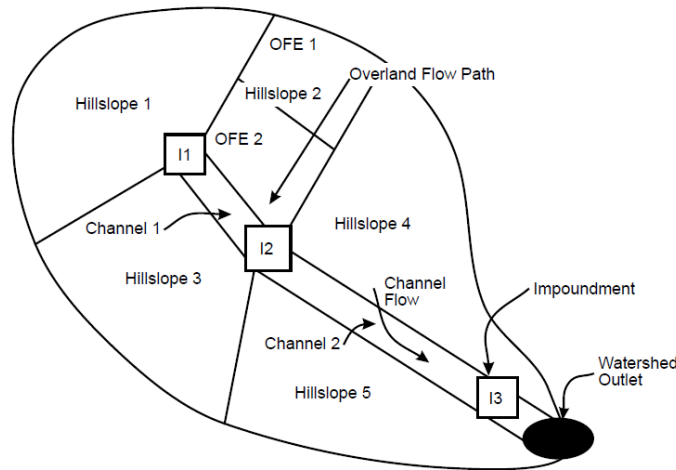 OFE 1
Overland Flow Path
Hillslope 1
Hillslope 2
OFE 2
I1
Channel 1
I2
Hillslope 4
Hillslope 3
Channel
Flow
Impoundment
Channel 2
Watershed
Outlet
Hillslope 5
I3